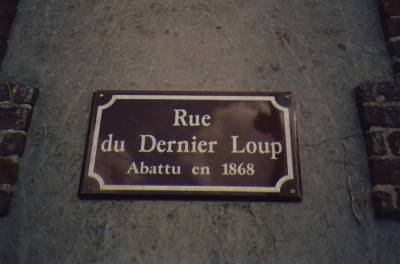 Rue
du Dernier Loup
Abattu en 1868